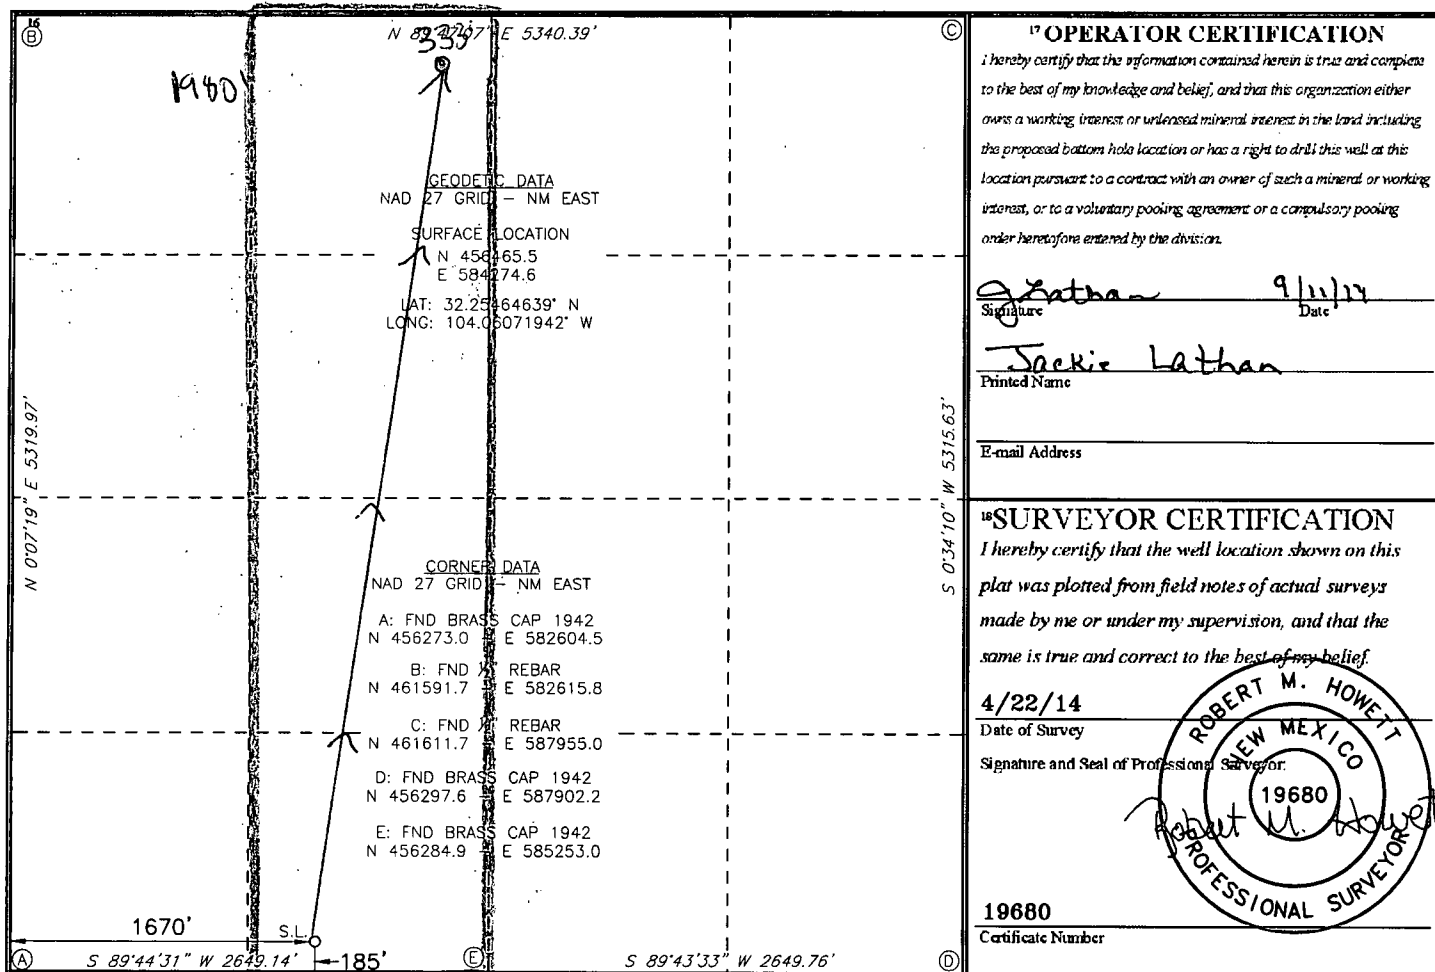 16
B
N 89°47'07" E 5340.39'
C
333'
1980'
GEODETIC DATA
NAD 27 GRID - NM EAST
SURFACE LOCATION
N 456465.5
E 584274.6
LAT: 32.25464639° N
LONG: 104.06071942° W
N 0°07'19" E 5319.97'
S 0°34'10" W 5315.63'
CORNER DATA
NAD 27 GRID - NM EAST
A: FND BRASS CAP 1942
N 456273.0 - E 582604.5
B: FND ½" REBAR
N 461591.7 - E 582615.8
C: FND ½" REBAR
N 461611.7 - E 587955.0
D: FND BRASS CAP 1942
N 456297.6 - E 587902.2
E: FND BRASS CAP 1942
N 456284.9 - E 585253.0
1670'
S.L.
A
S 89°44'31" W 2649.14'
185'
E
S 89°43'33" W 2649.76'
D
17 OPERATOR CERTIFICATION
I hereby certify that the information contained herein is true and complete
to the best of my knowledge and belief, and that this organization either
owns a working interest or unleased mineral interest in the land including
the proposed bottom hole location or has a right to drill this well at this
location pursuant to a contract with an owner of such a mineral or working
interest, or to a voluntary pooling agreement or a compulsory pooling
order heretofore entered by the division.
J Lathan 9/11/14
Signature Date
Jackie Lathan
Printed Name
E-mail Address
18 SURVEYOR CERTIFICATION
I hereby certify that the well location shown on this
plat was plotted from field notes of actual surveys
made by me or under my supervision, and that the
same is true and correct to the best of my belief.
4/22/14
Date of Survey
Signature and Seal of Professional Surveyor:
ROBERT M. HOWETT
NEW MEXICO
19680
PROFESSIONAL SURVEYOR
Robert M. Howett
19680
Certificate Number